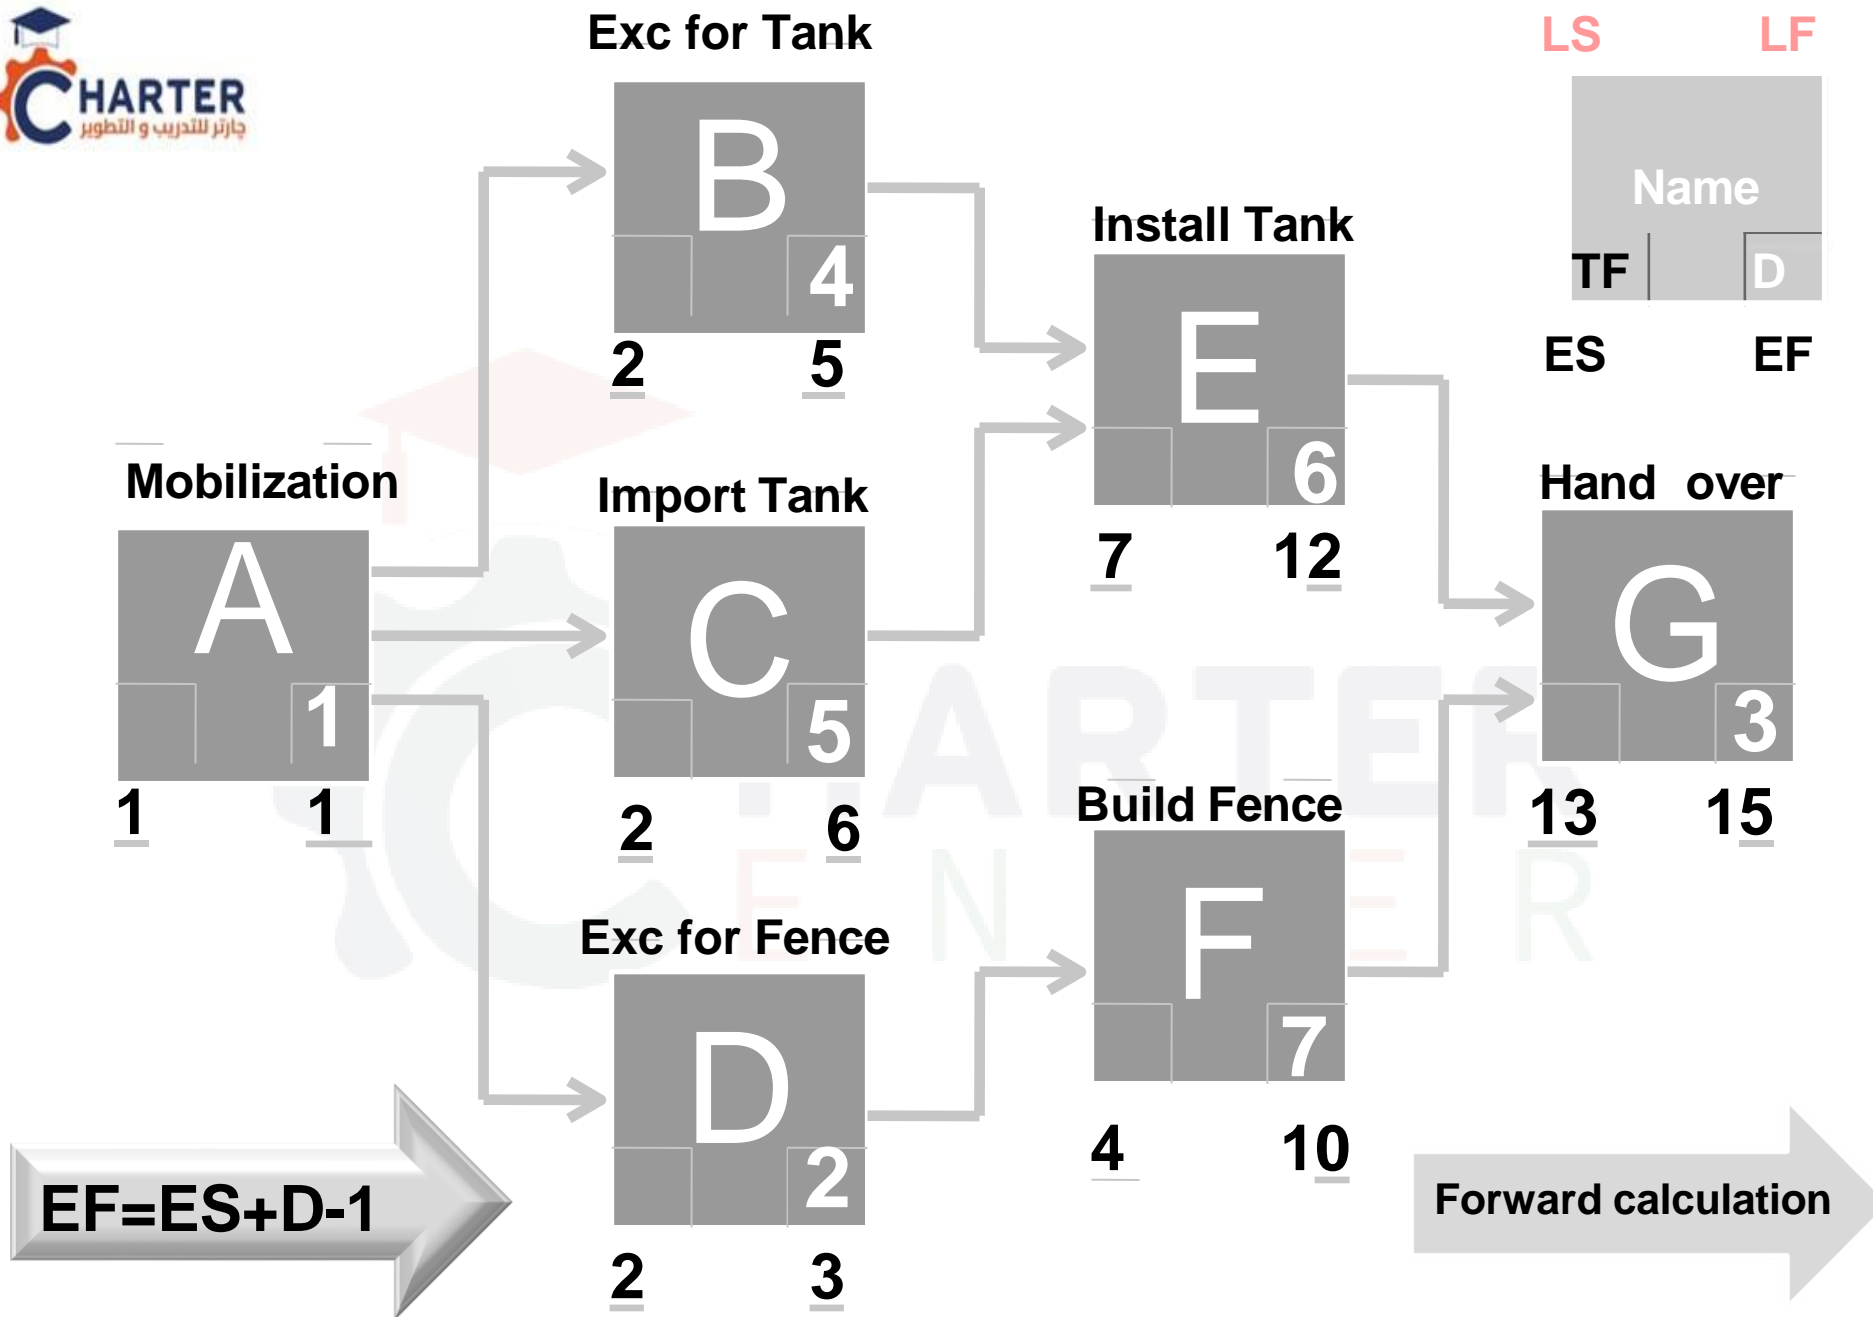 CHARTER
چارتر للتدريب و التطوير
Exc for Tank
B
4
2 5
LS LF
Name
TF D
ES EF
Install Tank
E
6
7 12
Mobilization
A
1
1 1
Import Tank
C
5
2 6
Hand over
G
3
13 15
Build Fence
F
7
4 10
Exc for Fence
D
2
2 3
EF=ES+D-1
Forward calculation
HARTER
E N E R